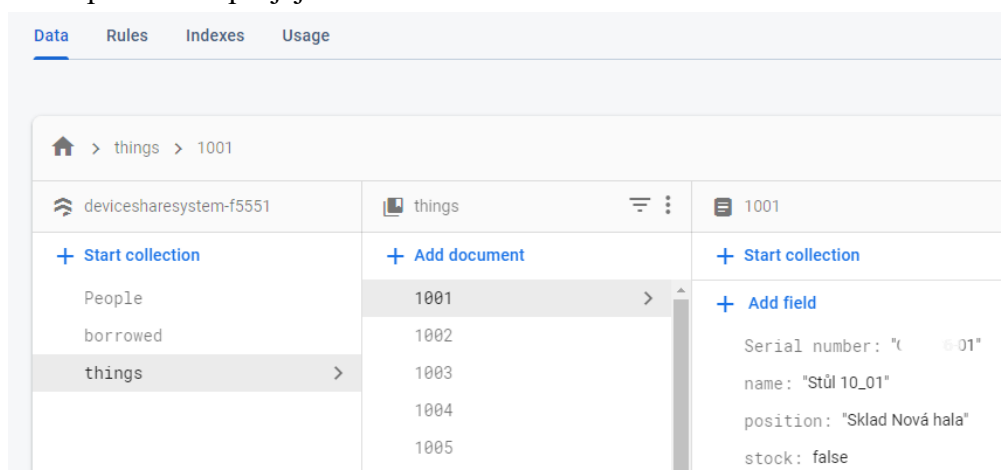 Data Rules Indexes Usage
things > 1001
devicesharesystem-f5551
things
1001
+ Start collection
+ Add document
+ Start collection
People
borrowed
things
1001
1002
1003
1004
1005
+ Add field
Serial number: " 01"
name: "Stůl 10_01"
position: "Sklad Nová hala"
stock: false